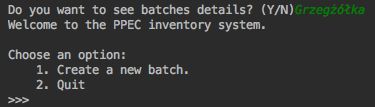 Do you want to see batches details? (Y/N)Grzegżółka
Welcome to the PPEC inventory system.
Choose an option:
1. Create a new batch.
2. Quit
>>>